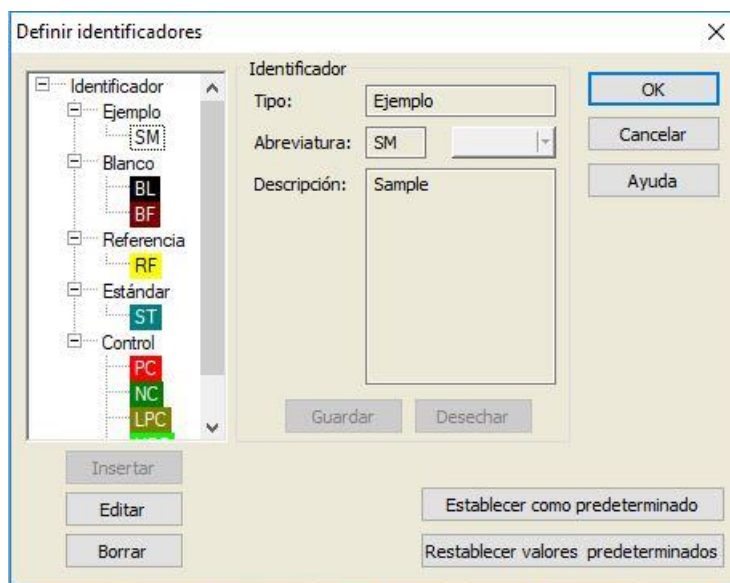 Definir identificadores
Identificador
Ejemplo
SM
Blanco
BL
BF
Referencia
RF
Estándar
ST
Control
PC
NC
LPC
Identificador
Tipo: Ejemplo
Abreviatura: SM
Descripción: Sample
Guardar Desechar
OK
Cancelar
Ayuda
Insertar
Editar
Borrar
Establecer como predeterminado
Restablecer valores predeterminados